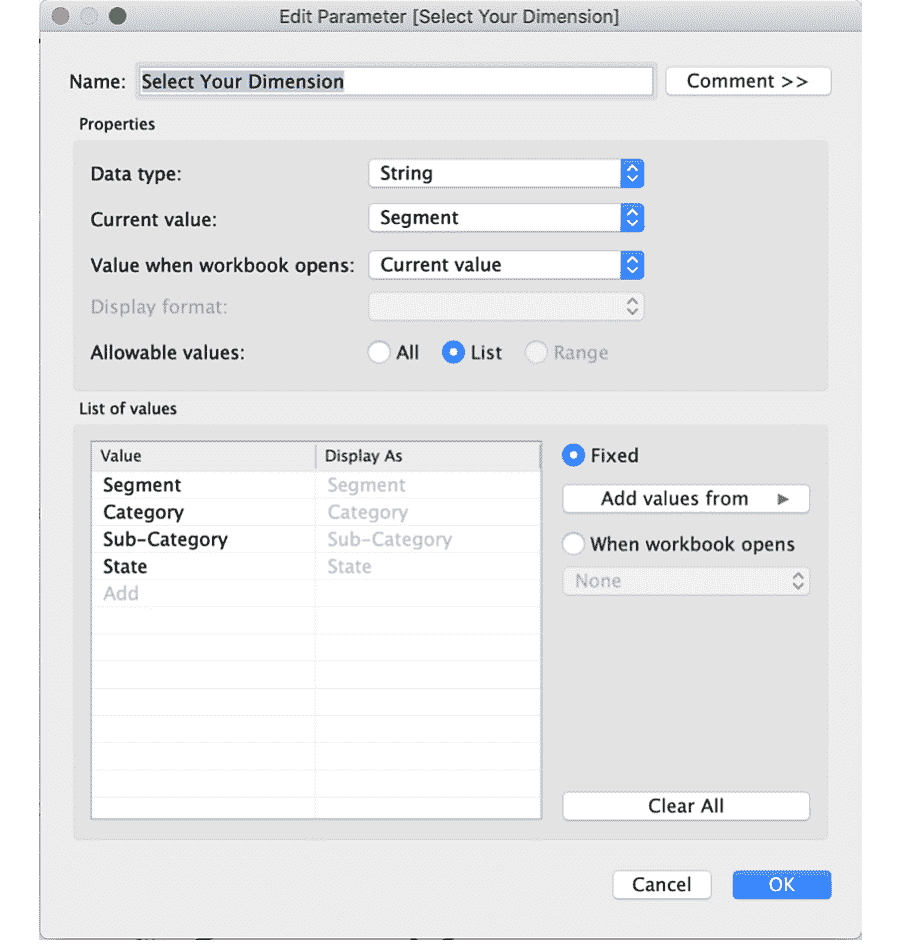 Edit Parameter [Select Your Dimension]
Name: Select Your Dimension Comment >>
Properties
Data type: String
Current value: Segment
Value when workbook opens: Current value
Display format:
Allowable values: All List Range
List of values
Value Display As
Segment Segment
Category Category
Sub-Category Sub-Category
State State
Add
Fixed
Add values from
When workbook opens
None
Clear All
Cancel OK